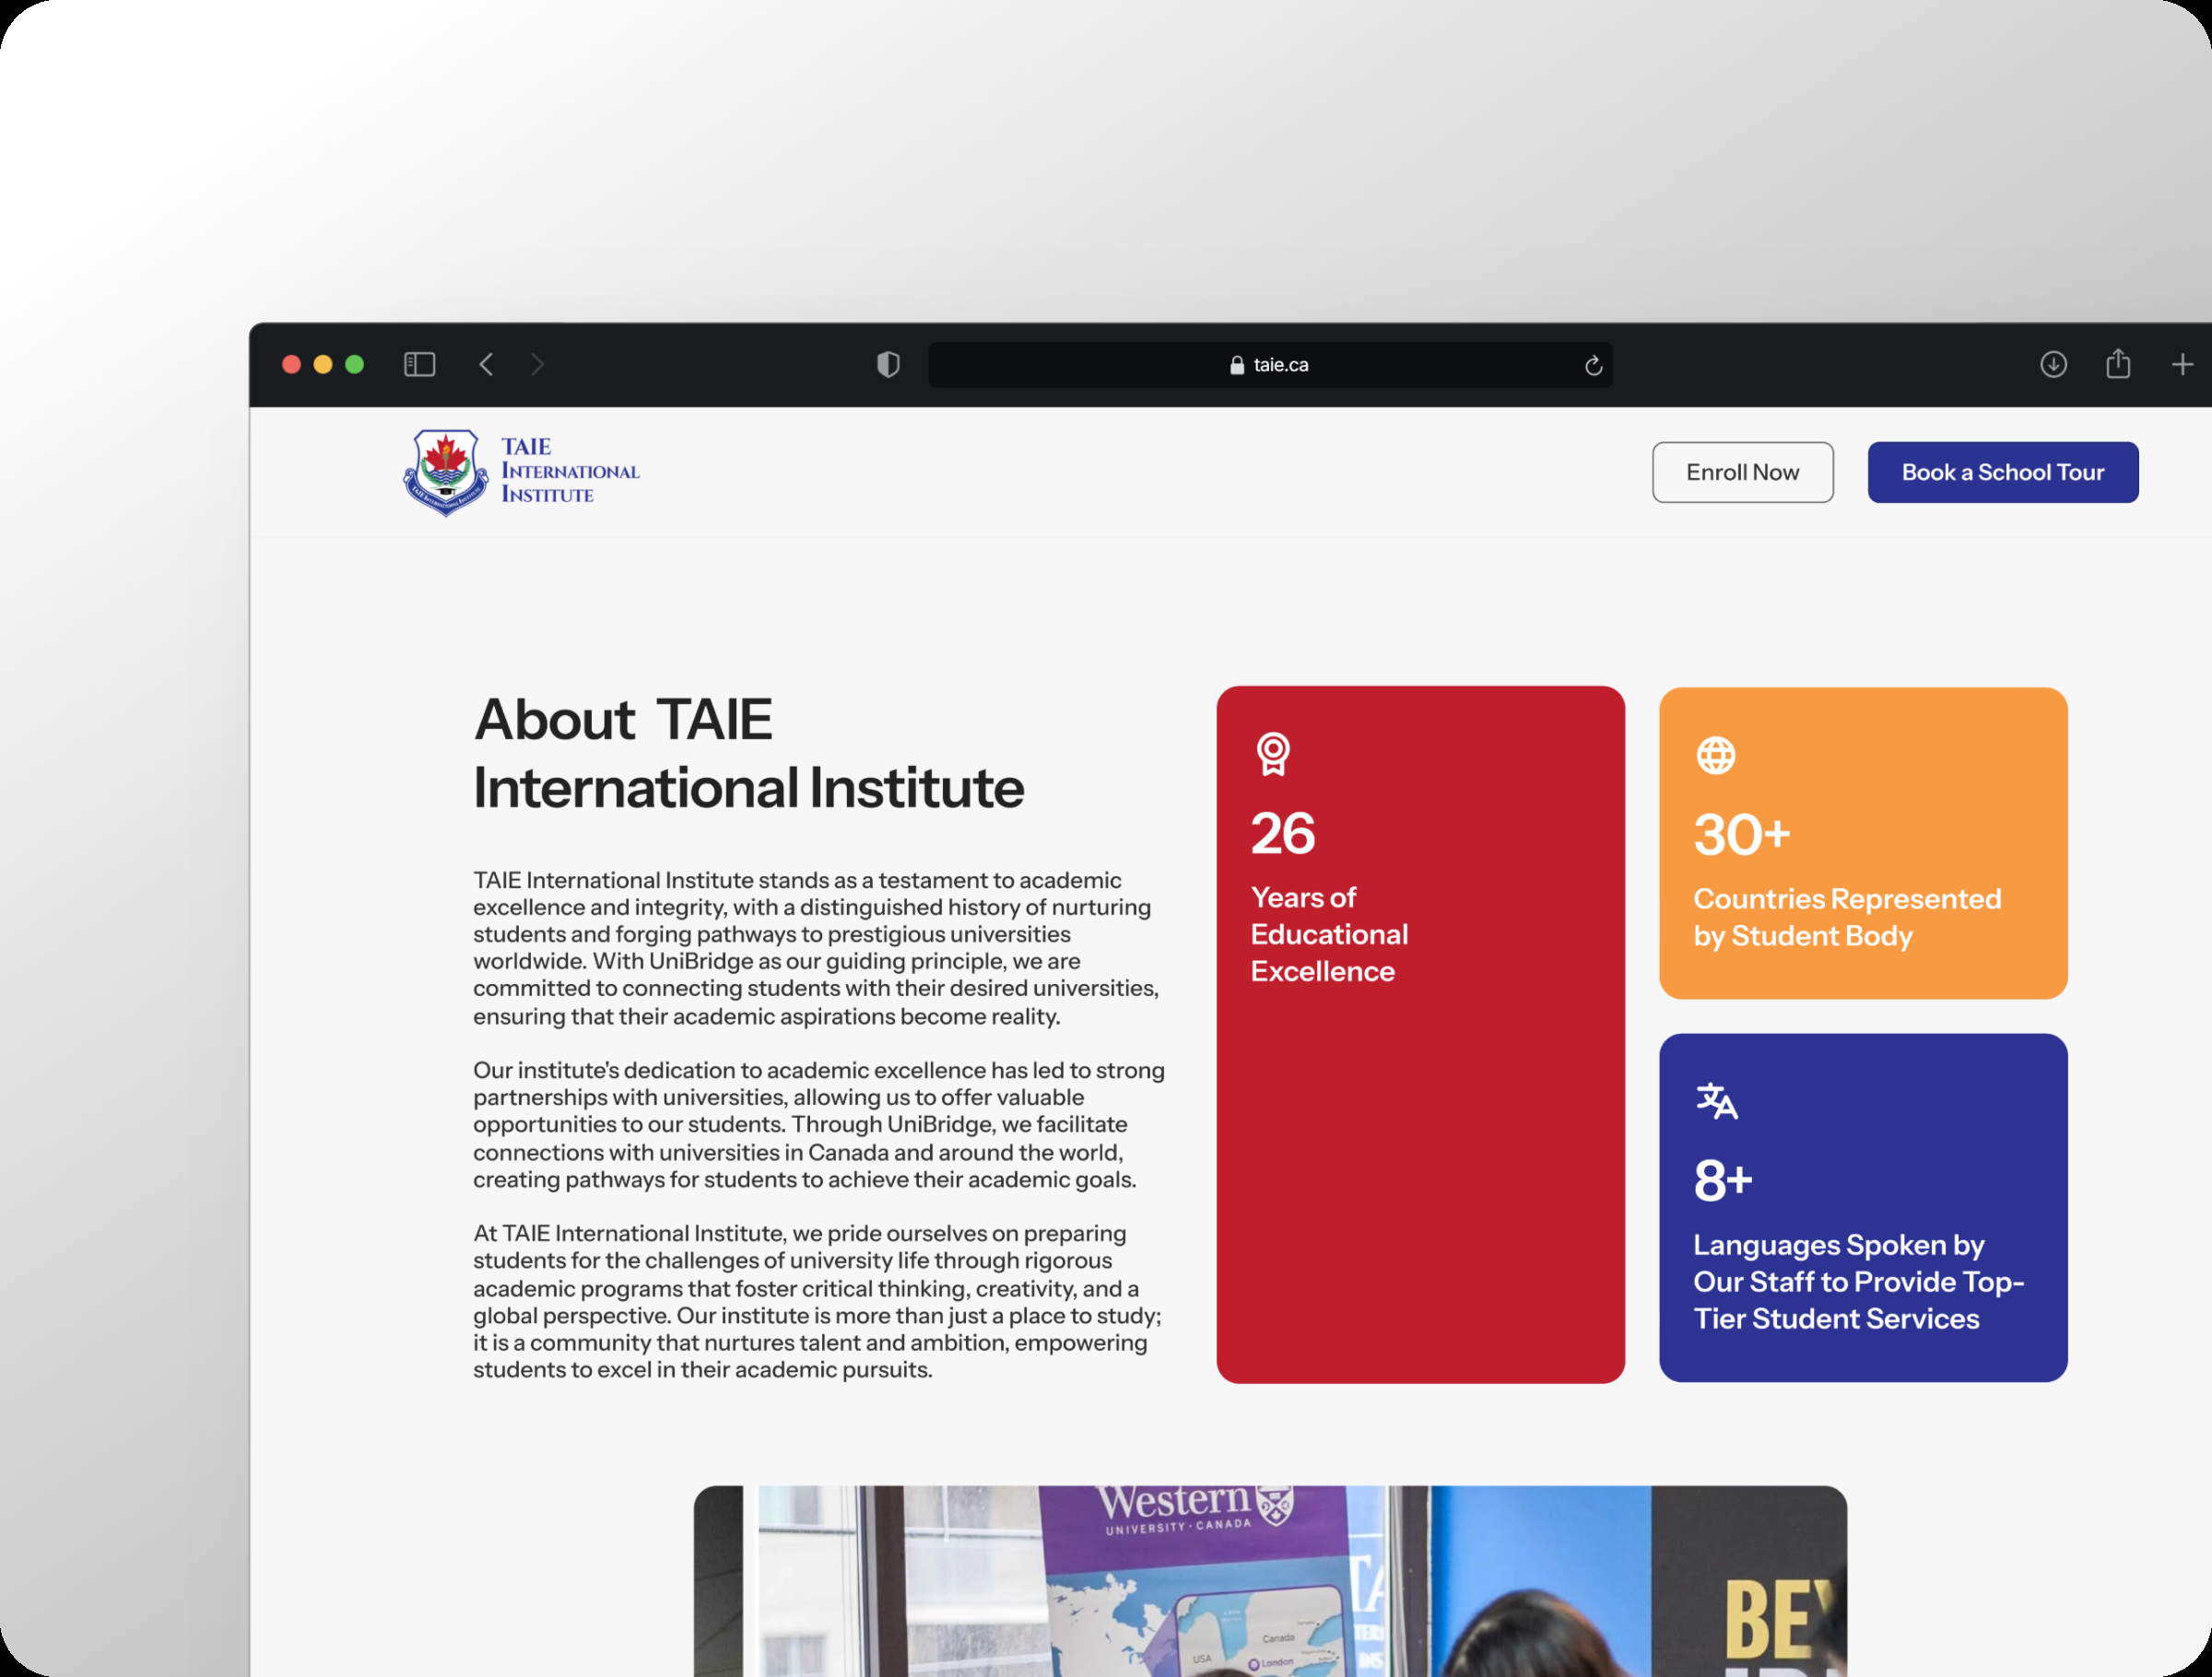 taie.ca
TAIE
INTERNATIONAL
INSTITUTE
Enroll Now
Book a School Tour
About TAIE
International Institute
TAIE International Institute stands as a testament to academic
excellence and integrity, with a distinguished history of nurturing
students and forging pathways to prestigious universities
worldwide. With UniBridge as our guiding principle, we are
committed to connecting students with their desired universities,
ensuring that their academic aspirations become reality.
Our institute's dedication to academic excellence has led to strong
partnerships with universities, allowing us to offer valuable
opportunities to our students. Through UniBridge, we facilitate
connections with universities in Canada and around the world,
creating pathways for students to achieve their academic goals.
At TAIE International Institute, we pride ourselves on preparing
students for the challenges of university life through rigorous
academic programs that foster critical thinking, creativity, and a
global perspective. Our institute is more than just a place to study;
it is a community that nurtures talent and ambition, empowering
students to excel in their academic pursuits.
26
Years of
Educational
Excellence
30+
Countries Represented
by Student Body
8+
Languages Spoken by
Our Staff to Provide Top-
Tier Student Services
Western
UNIVERSITY · CANADA
Canada
USA
London